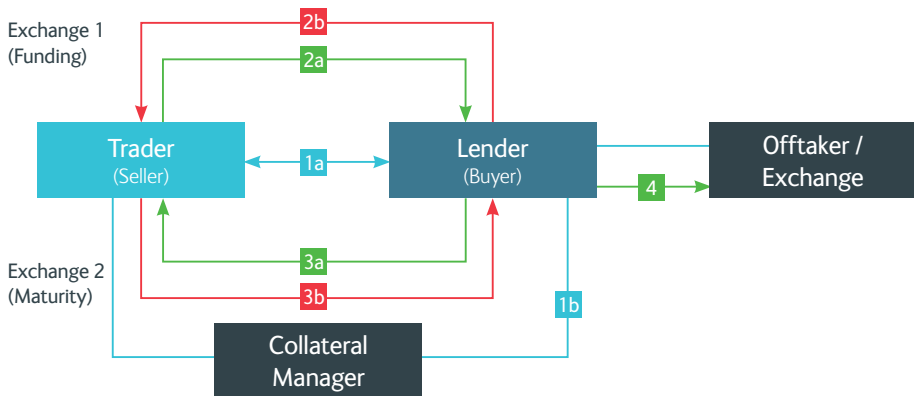 Exchange 1
(Funding)
2b
2a
Trader
(Seller)
1a
Lender
(Buyer)
Offtaker /
Exchange
4
Exchange 2
(Maturity)
3a
3b
1b
Collateral
Manager